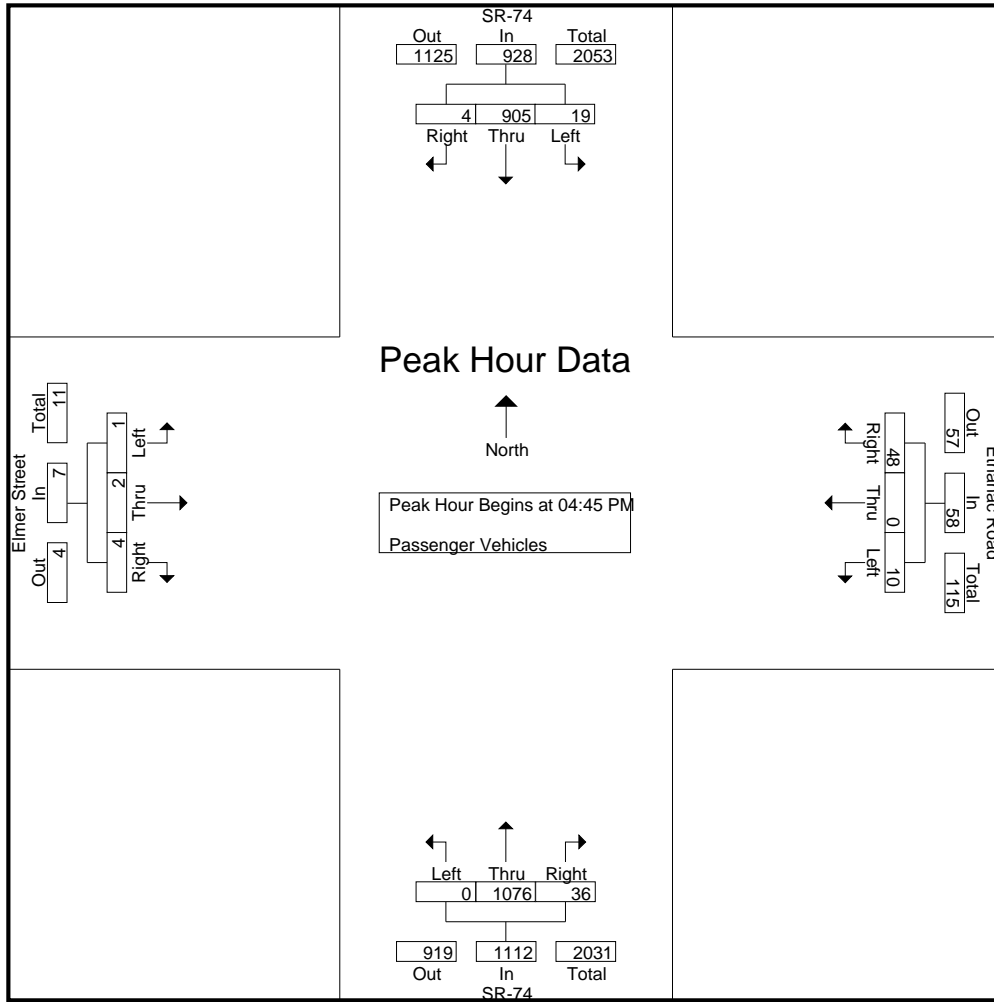 SR-74
Out In Total
1125 928 2053
4 905 19
Right Thru Left
Peak Hour Data
North
Peak Hour Begins at 04:45 PM
Passenger Vehicles
Elmer Street
Total In Out
11 7 4
1 2 4
Left Thru Right
Right Thru Left
48 0 10
Out In Total
57 58 115
Ethanac Road
Left Thru Right
0 1076 36
919 1112 2031
Out In Total
SR-74